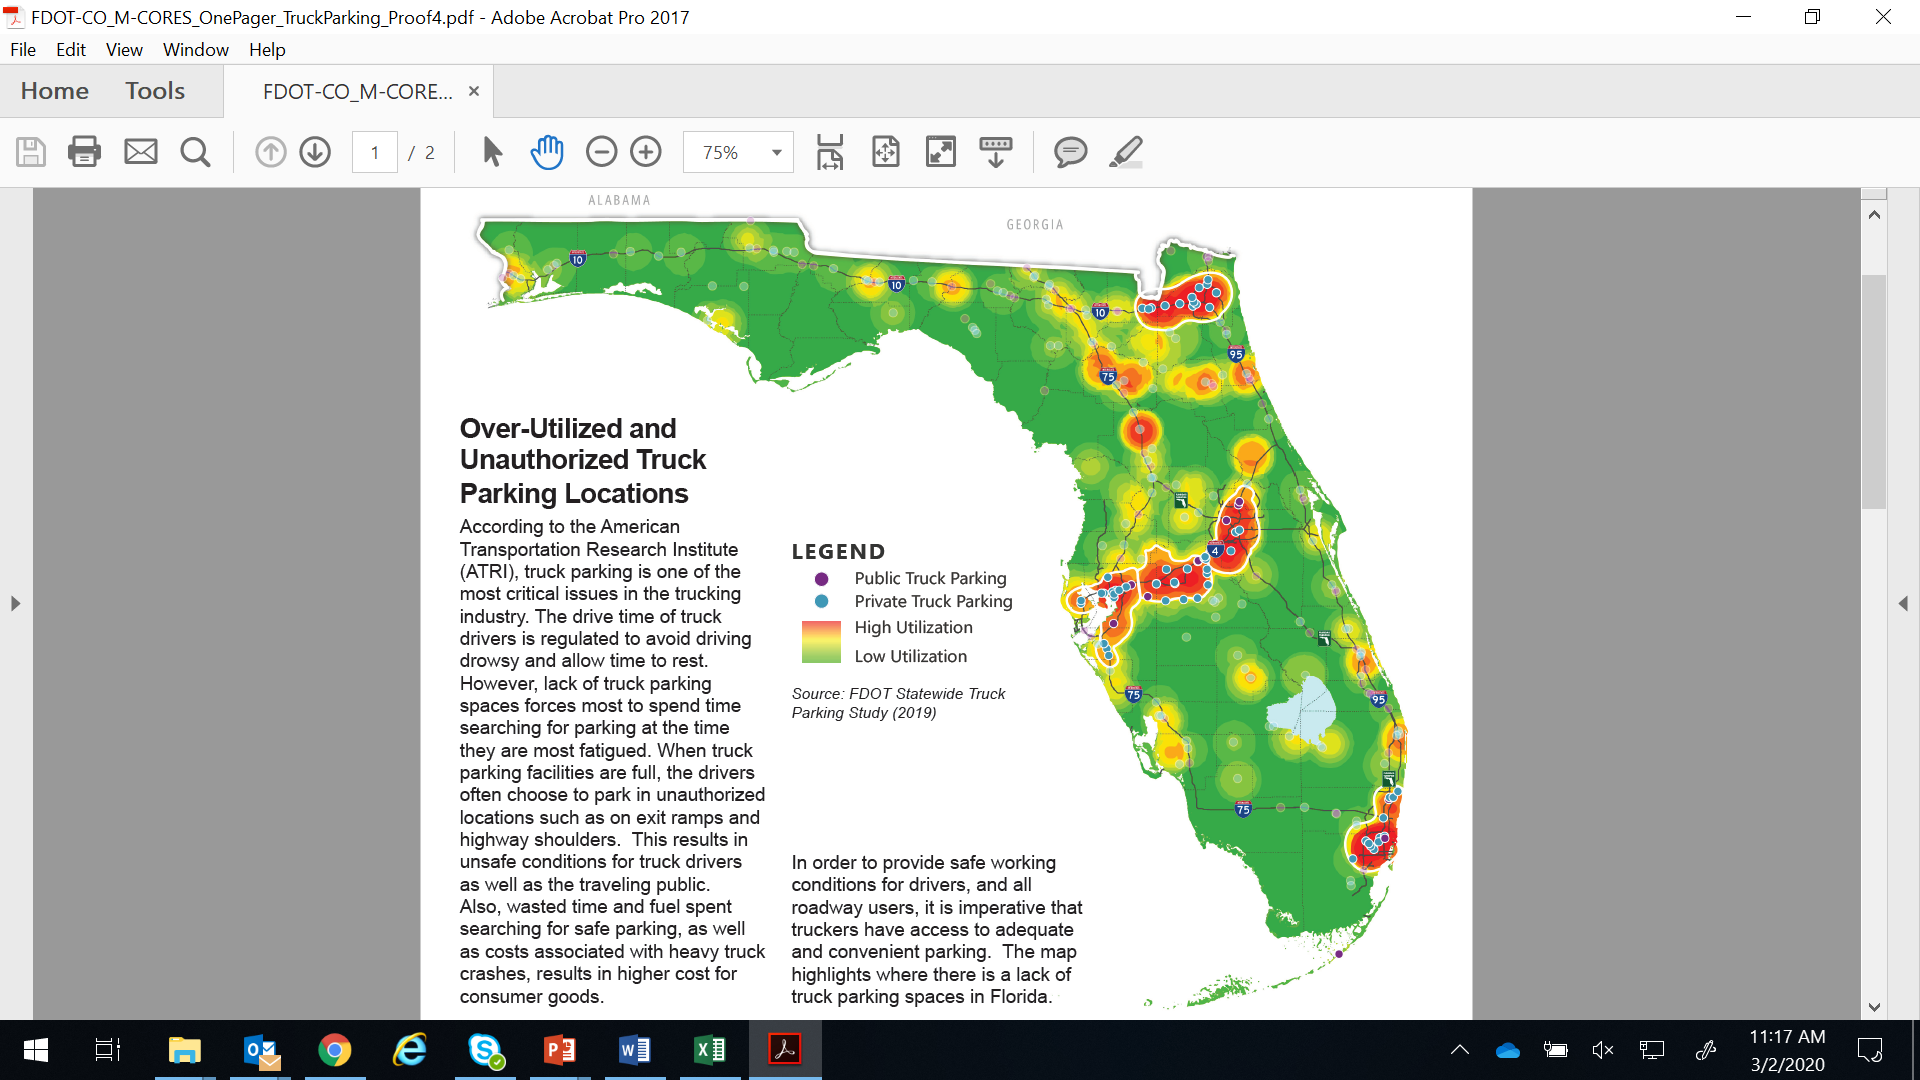 FDOT-CO_M-CORES_OnePager_TruckParking_Proof4.pdf - Adobe Acrobat Pro 2017
File Edit View Window Help
Home Tools FDOT-CO_M-CORE... ×
1 / 2 75%
ALABAMA
GEORGIA
10
10
10
95
75
4
75
95
75
Over-Utilized and
Unauthorized Truck
Parking Locations
According to the American
Transportation Research Institute
(ATRI), truck parking is one of the
most critical issues in the trucking
industry. The drive time of truck
drivers is regulated to avoid driving
drowsy and allow time to rest.
However, lack of truck parking
spaces forces most to spend time
searching for parking at the time
they are most fatigued. When truck
parking facilities are full, the drivers
often choose to park in unauthorized
locations such as on exit ramps and
highway shoulders. This results in
unsafe conditions for truck drivers
as well as the traveling public.
Also, wasted time and fuel spent
searching for safe parking, as well
as costs associated with heavy truck
crashes, results in higher cost for
consumer goods.
LEGEND
Public Truck Parking
Private Truck Parking
High Utilization
Low Utilization
Source: FDOT Statewide Truck
Parking Study (2019)
In order to provide safe working
conditions for drivers, and all
roadway users, it is imperative that
truckers have access to adequate
and convenient parking. The map
highlights where there is a lack of
truck parking spaces in Florida.
11:17 AM
3/2/2020